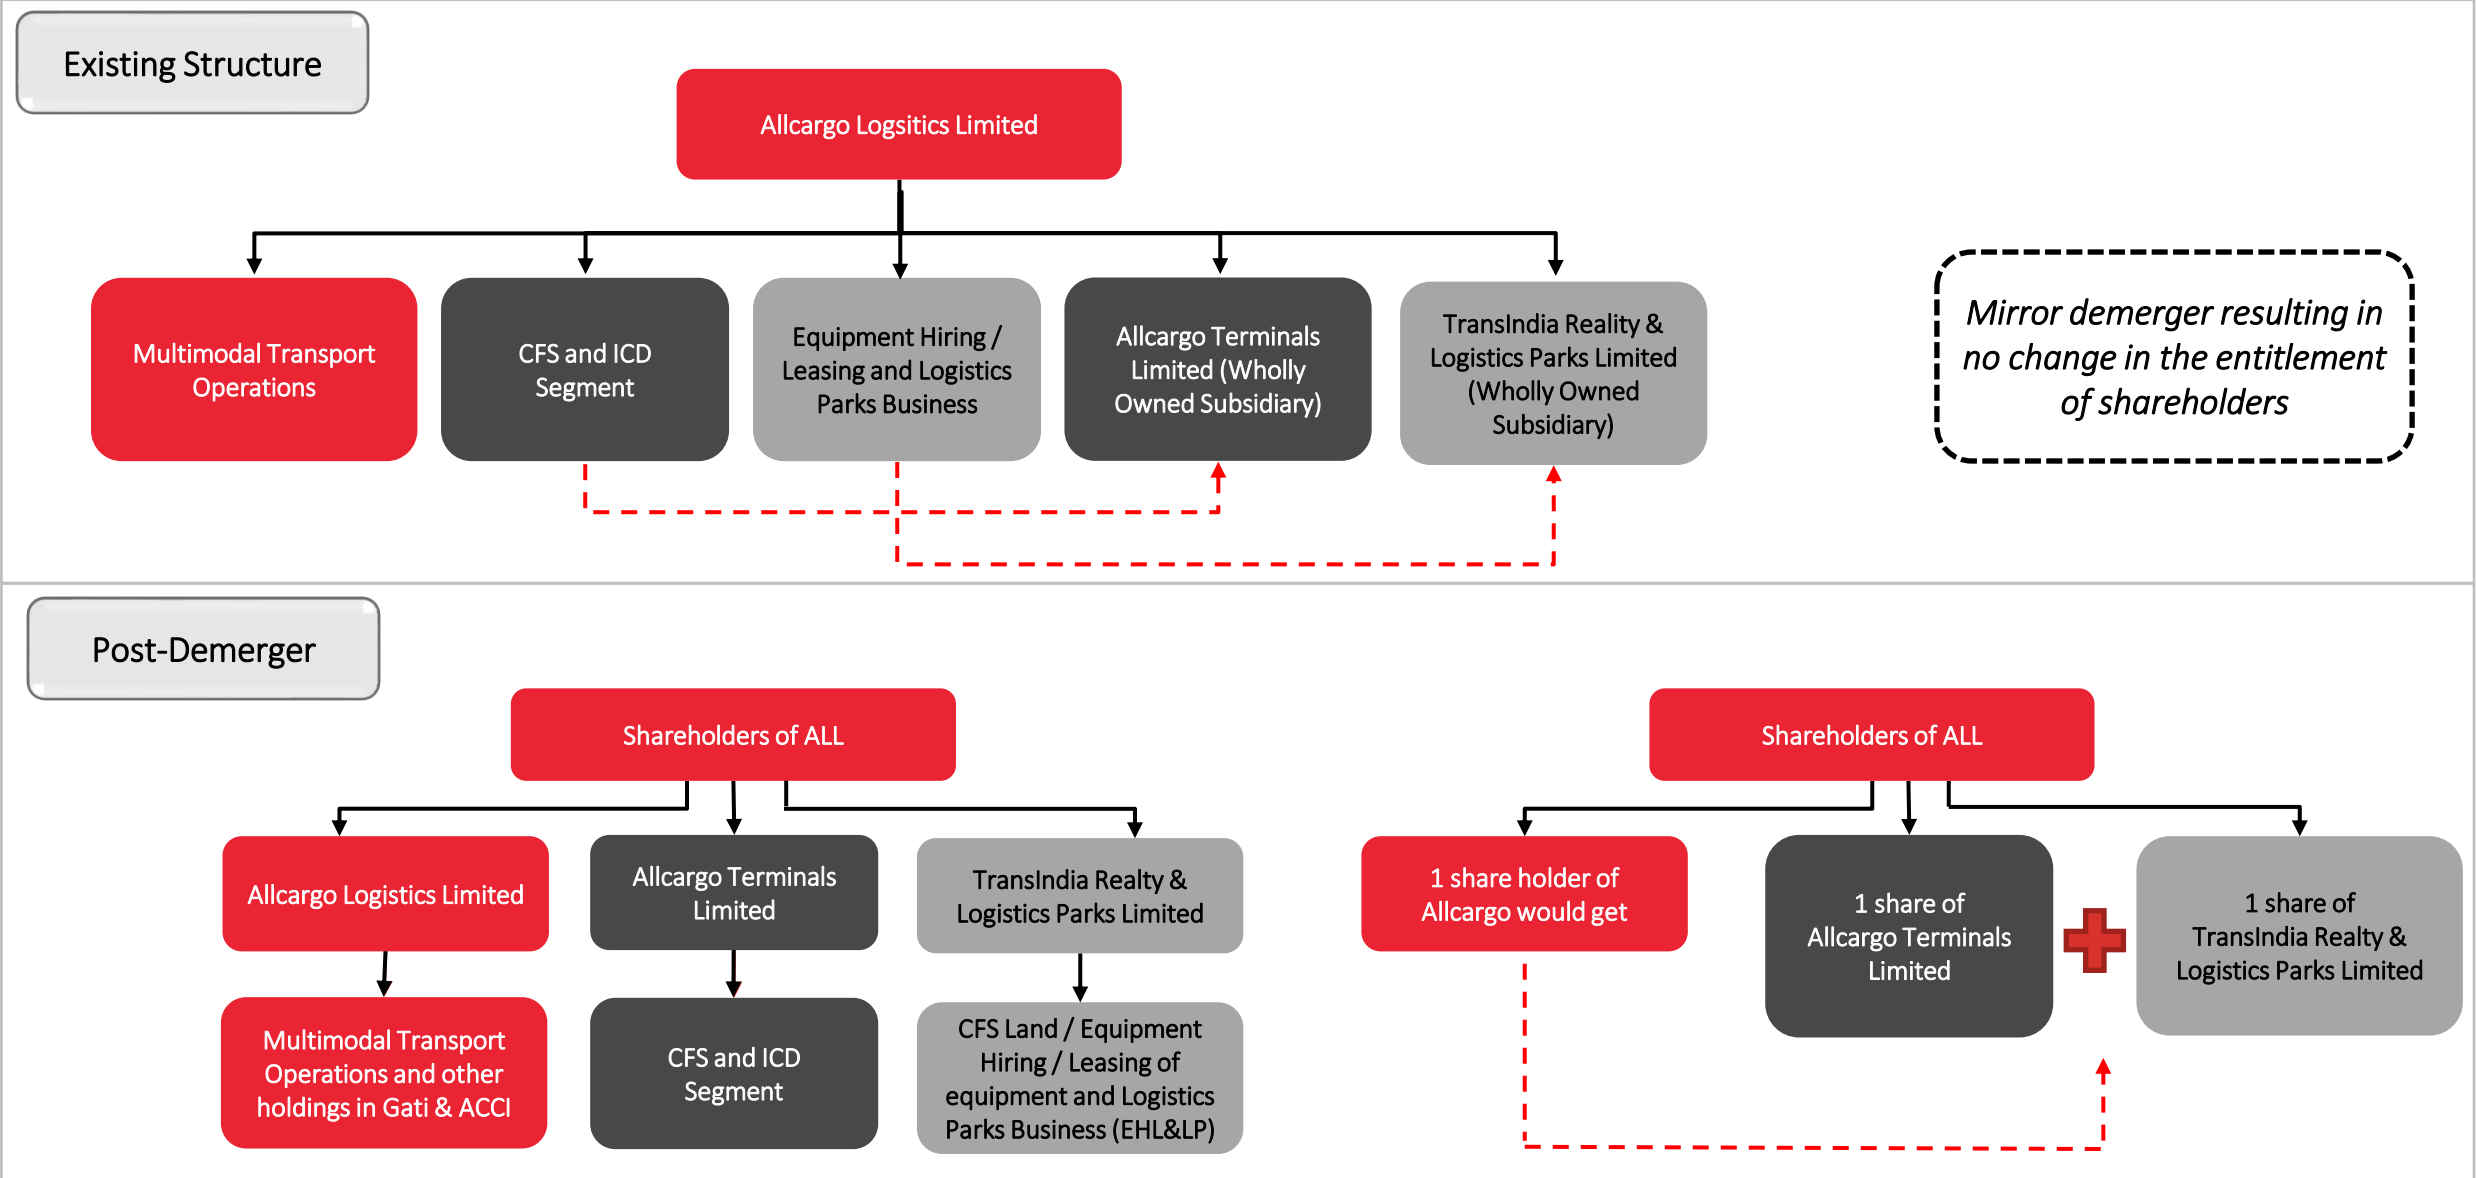 Existing Structure
Allcargo Logsitics Limited
Multimodal Transport
Operations
CFS and ICD
Segment
Equipment Hiring /
Leasing and Logistics
Parks Business
Allcargo Terminals
Limited (Wholly
Owned Subsidiary)
TransIndia Reality &
Logistics Parks Limited
(Wholly Owned
Subsidiary)
Mirror demerger resulting in
no change in the entitlement
of shareholders
Post-Demerger
Shareholders of ALL
Allcargo Logistics Limited
Allcargo Terminals
Limited
TransIndia Realty &
Logistics Parks Limited
Multimodal Transport
Operations and other
holdings in Gati & ACCI
CFS and ICD
Segment
CFS Land / Equipment
Hiring / Leasing of
equipment and Logistics
Parks Business (EHL&LP)
Shareholders of ALL
1 share holder of
Allcargo would get
1 share of
Allcargo Terminals
Limited
1 share of
TransIndia Realty &
Logistics Parks Limited